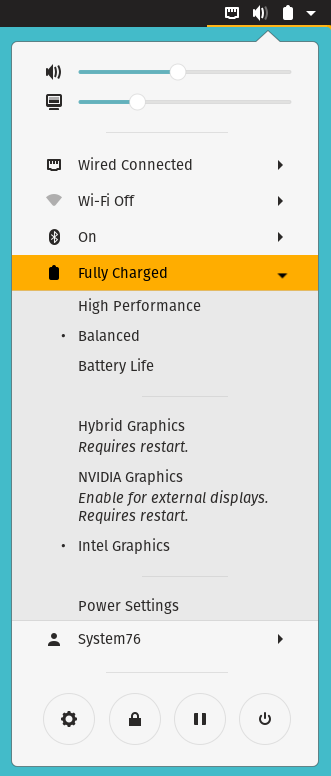 Wired Connected
Wi-Fi Off
On
Fully Charged
High Performance
• Balanced
Battery Life
Hybrid Graphics
Requires restart.
NVIDIA Graphics
Enable for external displays.
Requires restart.
• Intel Graphics
Power Settings
System76